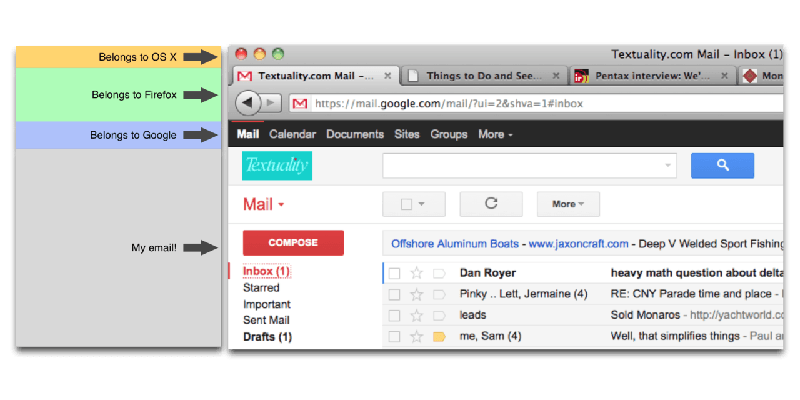 Belongs to OS X
Textuality.com Mail – Inbox (1)
Belongs to Firefox
Textuality.com Mail –... × Things to Do and See... × Pentax interview: We'... × Mon
https://mail.google.com/mail/?ui=2&shva=1#inbox
Belongs to Google
Mail Calendar Documents Sites Groups More
Textuality
Mail
More
My email!
COMPOSE
Offshore Aluminum Boats - www.jaxoncraft.com - Deep V Welded Sport Fishing
Inbox (1)
Dan Royer heavy math question about delta
Starred
Pinky .. Lett, Jermaine (4) RE: CNY Parade time and place -
Important
leads Sold Monaros - http://yachtworld.co
Sent Mail
me, Sam (4) Well, that simplifies things - Paul a
Drafts (1)